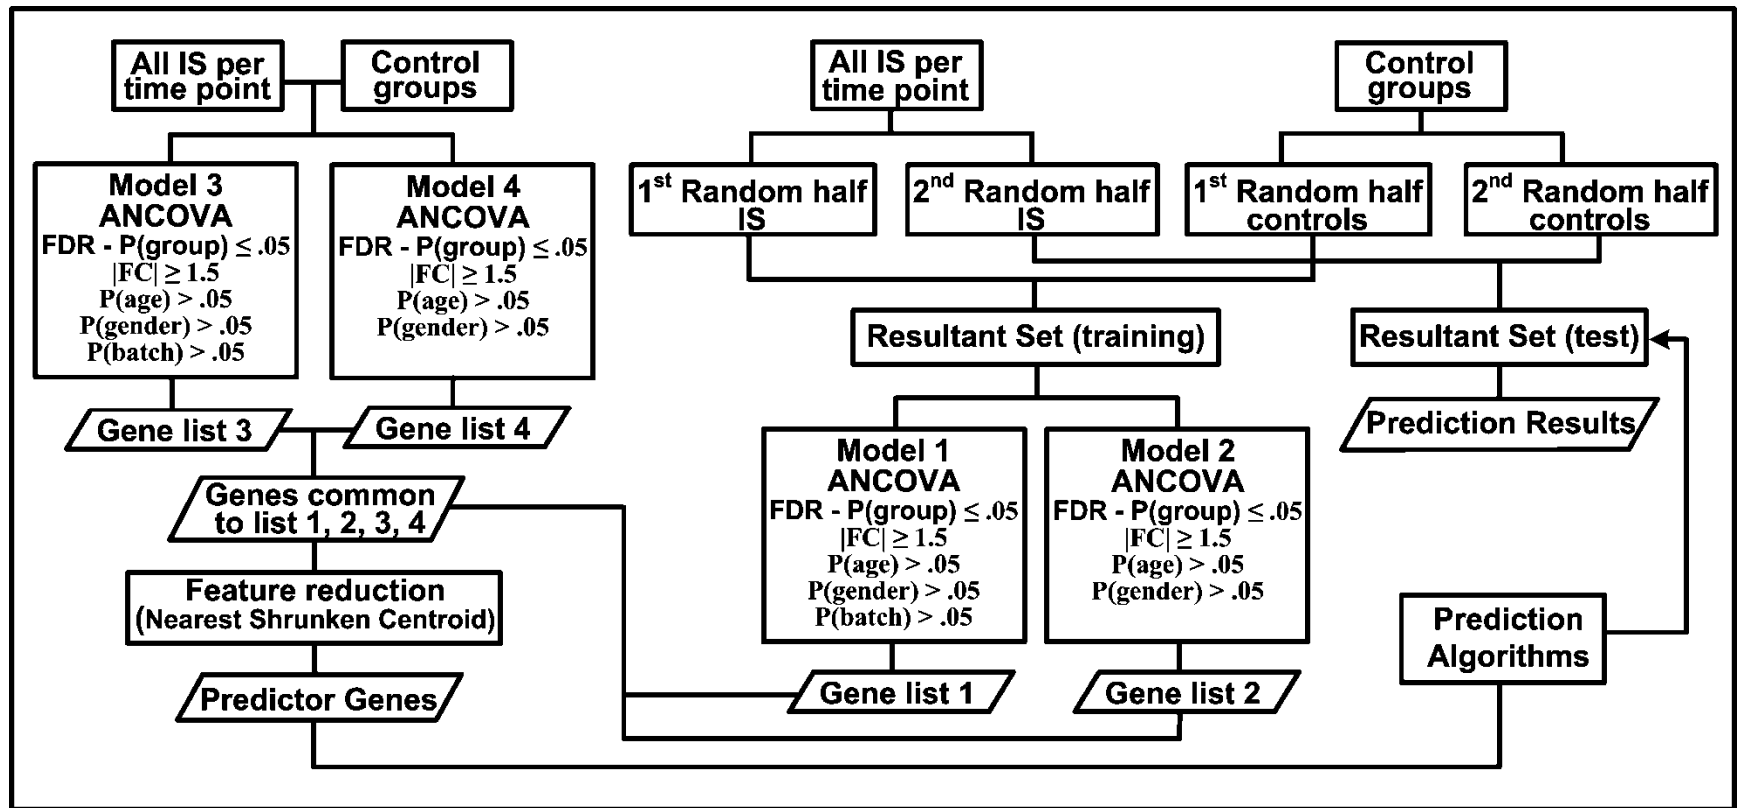 All IS per
time point
Control
groups
Model 3
ANCOVA
FDR - P(group) ≤ .05
|FC| ≥ 1.5
P(age) > .05
P(gender) > .05
P(batch) > .05
Model 4
ANCOVA
FDR - P(group) ≤ .05
|FC| ≥ 1.5
P(age) > .05
P(gender) > .05
Gene list 3
Gene list 4
Genes common
to list 1, 2, 3, 4
Feature reduction
(Nearest Shrunken Centroid)
Predictor Genes
All IS per
time point
Control
groups
1st Random half
IS
2nd Random half
IS
1st Random half
controls
2nd Random half
controls
Resultant Set (training)
Resultant Set (test)
Prediction Results
Model 1
ANCOVA
FDR - P(group) ≤ .05
|FC| ≥ 1.5
P(age) > .05
P(gender) > .05
P(batch) > .05
Model 2
ANCOVA
FDR - P(group) ≤ .05
|FC| ≥ 1.5
P(age) > .05
P(gender) > .05
Gene list 1
Gene list 2
Prediction
Algorithms